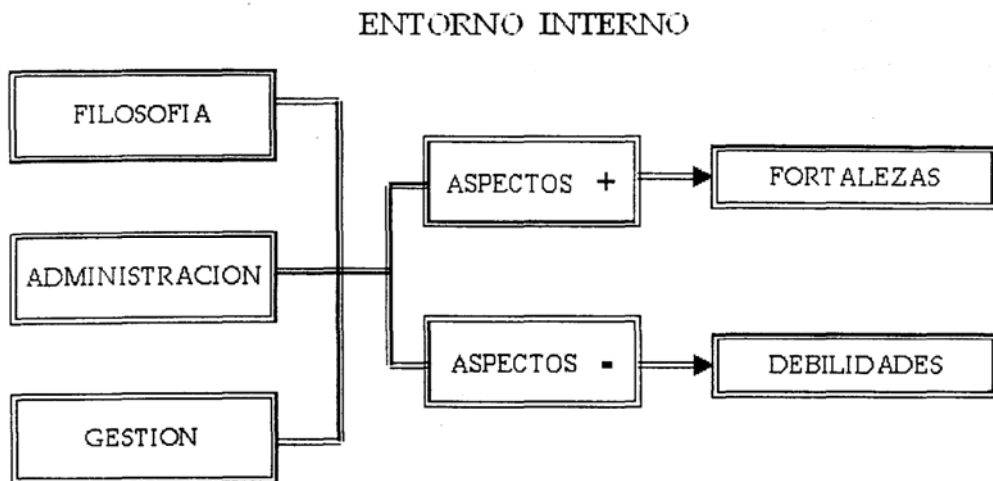 ENTORNO INTERNO
FILOSOFIA
ADMINISTRACION
GESTION
ASPECTOS +
ASPECTOS -
FORTALEZAS
DEBILIDADES